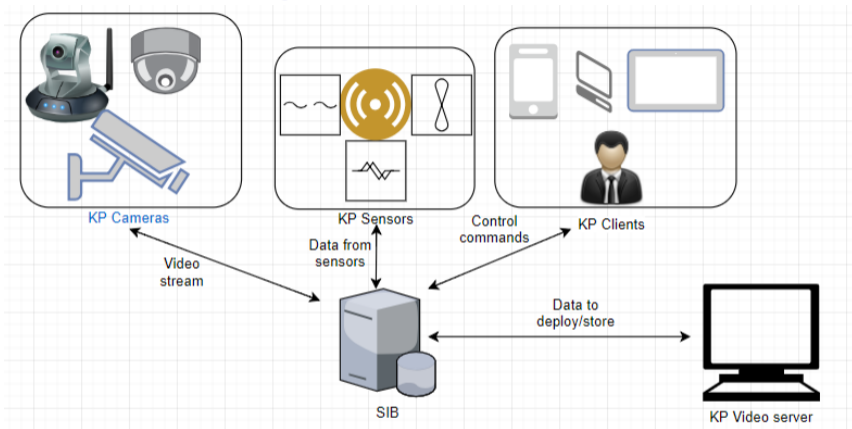 KP Cameras
KP Sensors
KP Clients
Video
stream
Data from
sensors
Control
commands
Data to
deploy/store
SIB
KP Video server